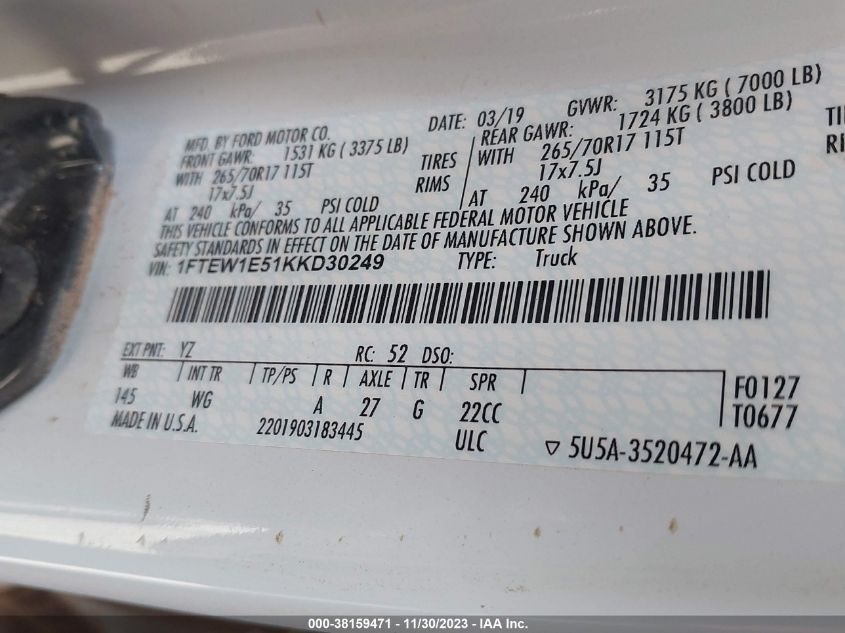 MFD. BY FORD MOTOR CO.
DATE: 03/19 GVWR: 3175 KG ( 7000 LB)
FRONT GAWR: 1531 KG ( 3375 LB)
REAR GAWR: 1724 KG ( 3800 LB)
WITH 265/70R17 115T TIRES WITH 265/70R17 115T
17x7.5J RIMS 17x7.5J
AT 240 kPa/ 35 PSI COLD AT 240 kPa/ 35 PSI COLD
THIS VEHICLE CONFORMS TO ALL APPLICABLE FEDERAL MOTOR VEHICLE
SAFETY STANDARDS IN EFFECT ON THE DATE OF MANUFACTURE SHOWN ABOVE.
VIN: 1FTEW1E51KKD30249 TYPE: Truck
EXT PNT: YZ RC: 52 DSO:
WB INT TR TP/PS R AXLE TR SPR
145 WG A 27 G 22CC
F0127
T0677
MADE IN U.S.A. 2201903183445 ULC ▽ 5U5A-3520472-AA
000-38159471 - 11/30/2023 - IAA Inc.